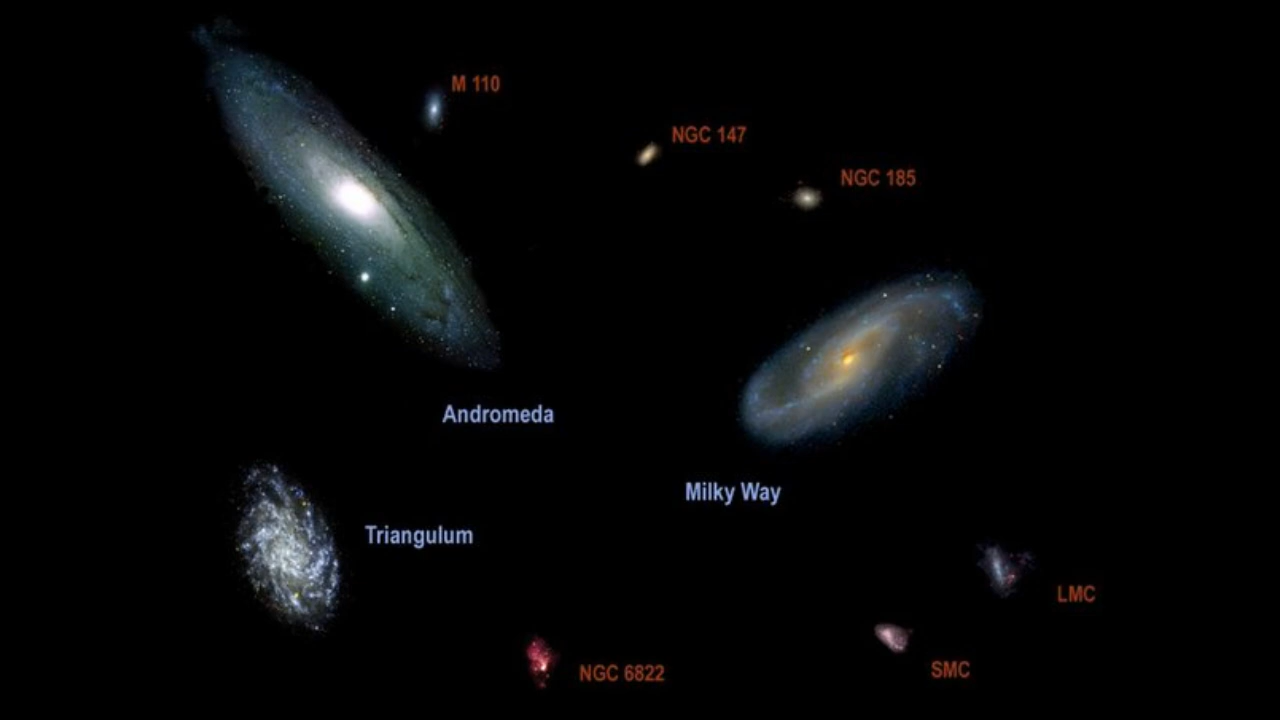 M 110
NGC 147
NGC 185
Andromeda
Milky Way
Triangulum
LMC
SMC
NGC 6822